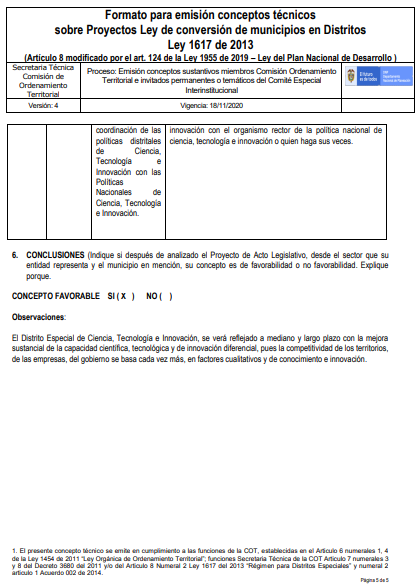 Formato para emisión conceptos técnicos
sobre Proyectos Ley de conversión de municipios en Distritos
Ley 1617 de 2013
(Artículo 8 modificado por el art. 124 de la Ley 1955 de 2019 – Ley del Plan Nacional de Desarrollo )
Secretaría Técnica
Comisión de
Ordenamiento
Territorial
Proceso: Emisión conceptos sustantivos miembros Comisión Ordenamiento
Territorial e invitados permanentes o temáticos del Comité Especial
Interinstitucional
El futuro
es de todos
Versión: 4
Vigencia: 18/11/2020
coordinación de las
políticas distritales
de Ciencia,
Tecnología e
Innovación con las
Políticas
Nacionales de
Ciencia, Tecnología
e Innovación.
innovación con el organismo rector de la política nacional de
ciencia, tecnología e innovación o quien haga sus veces.
6. CONCLUSIONES (Indique si después de analizado el Proyecto de Acto Legislativo, desde el sector que su
entidad representa y el municipio en mención, su concepto es de favorabilidad o no favorabilidad. Explique
porque.
CONCEPTO FAVORABLE SI ( X ) NO ( )
Observaciones:
El Distrito Especial de Ciencia, Tecnología e Innovación, se verá reflejado a mediano y largo plazo con la mejora
sustancial de la capacidad científica, tecnológica y de innovación diferencial, pues la competividad de los territorios,
de las empresas, del gobierno se basa cada vez más, en factores cualitativos y de conocimiento e innovación.
1. El presente concepto técnico se emite en cumplimiento a las funciones de la COT, establecidas en el Artículo 6 numerales 1, 4
de la Ley 1454 de 2011 "Ley Orgánica de Ordenamiento Territorial"; funciones Secretaría Técnica de la COT Artículo 7 numerales 3
y 8 del Decreto 3680 del 2011 y/o del Artículo 8 Numeral 2 Ley 1617 del 2013 "Régimen para Distritos Especiales" y numeral 2
artículo 1 Acuerdo 002 de 2014.
Página 5 de 5